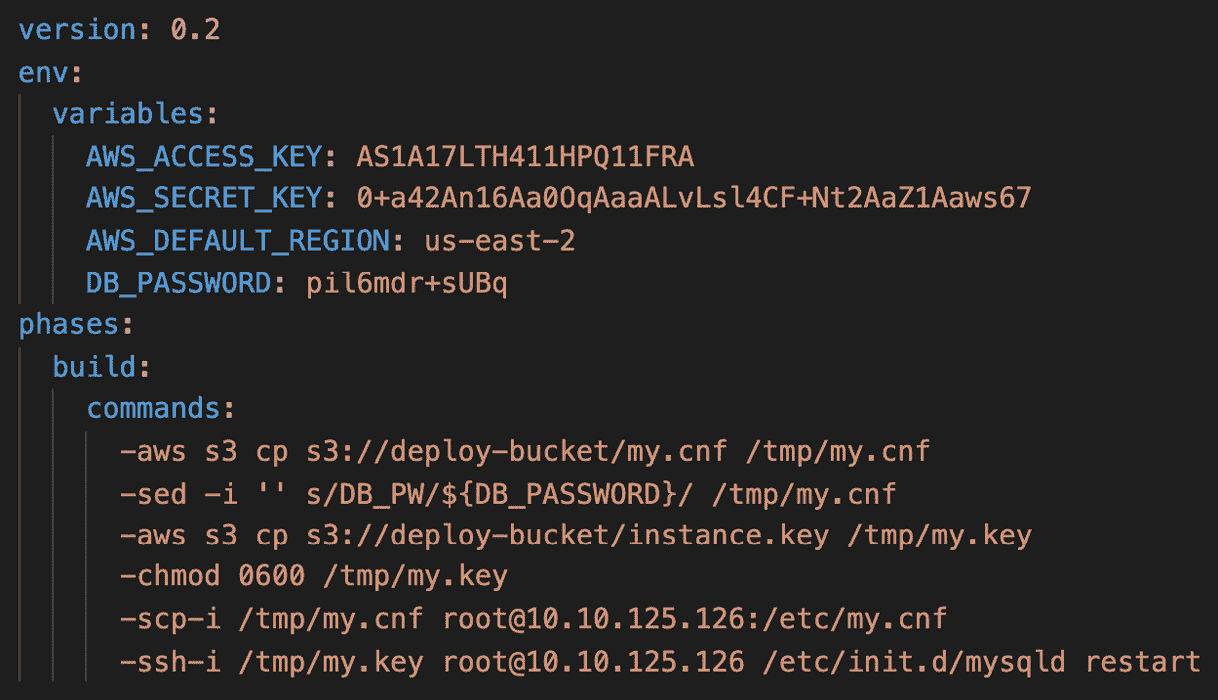 version: 0.2
env:
variables:
AWS_ACCESS_KEY: AS1A17LTH411HPQ11FRA
AWS_SECRET_KEY: 0+a42An16Aa0OqAaaALvLsl4CF+Nt2AaZ1Aaws67
AWS_DEFAULT_REGION: us-east-2
DB_PASSWORD: pil6mdr+sUBq
phases:
build:
commands:
-aws s3 cp s3://deploy-bucket/my.cnf /tmp/my.cnf
-sed -i '' s/DB_PW/${DB_PASSWORD}/ /tmp/my.cnf
-aws s3 cp s3://deploy-bucket/instance.key /tmp/my.key
-chmod 0600 /tmp/my.key
-scp-i /tmp/my.cnf root@10.10.125.126:/etc/my.cnf
-ssh-i /tmp/my.key root@10.10.125.126 /etc/init.d/mysqld restart